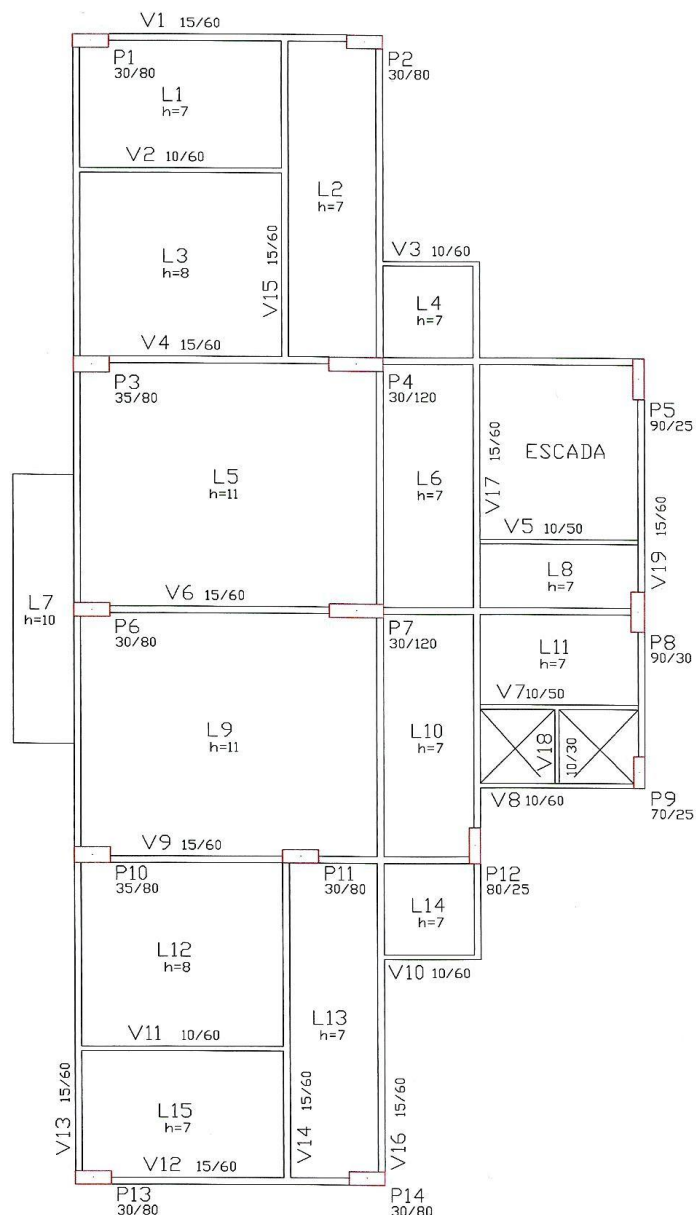 V1 15/60
P1
30/80
P2
30/80
L1
h=7
V2 10/60
L2
h=7
L3
h=8
V15 15/60
V3 10/60
L4
h=7
V4 15/60
P3
35/80
P4
30/120
P5
90/25
L5
h=11
L6
h=7
V17 15/60
ESCADA
V5 10/50
V19 15/60
L7
h=10
L8
h=7
V6 15/60
P6
30/80
P7
30/120
P8
90/30
L9
h=11
L10
h=7
L11
h=7
V7 10/50
V18 10/30
V8 10/60
P9
70/25
V9 15/60
P10
35/80
P11
30/80
P12
80/25
L12
h=8
L14
h=7
V10 10/60
L13
h=7
V11 10/60
L15
h=7
V13 15/60
V14 15/60
V16 15/60
V12 15/60
P13
30/80
P14
30/80